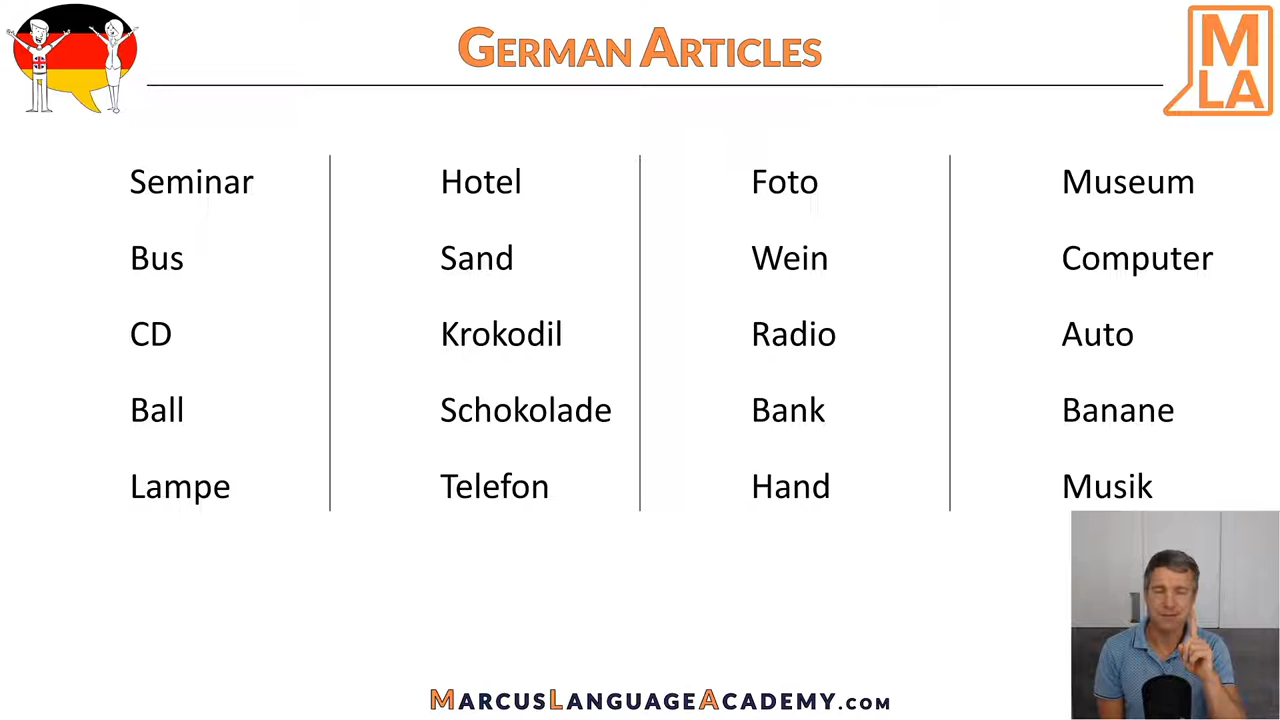 GERMAN ARTICLES
M
LA
Seminar
Bus
CD
Ball
Lampe
Hotel
Sand
Krokodil
Schokolade
Telefon
Foto
Wein
Radio
Bank
Hand
Museum
Computer
Auto
Banane
Musik
MARCUSLANGUAGEACADEMY.COM